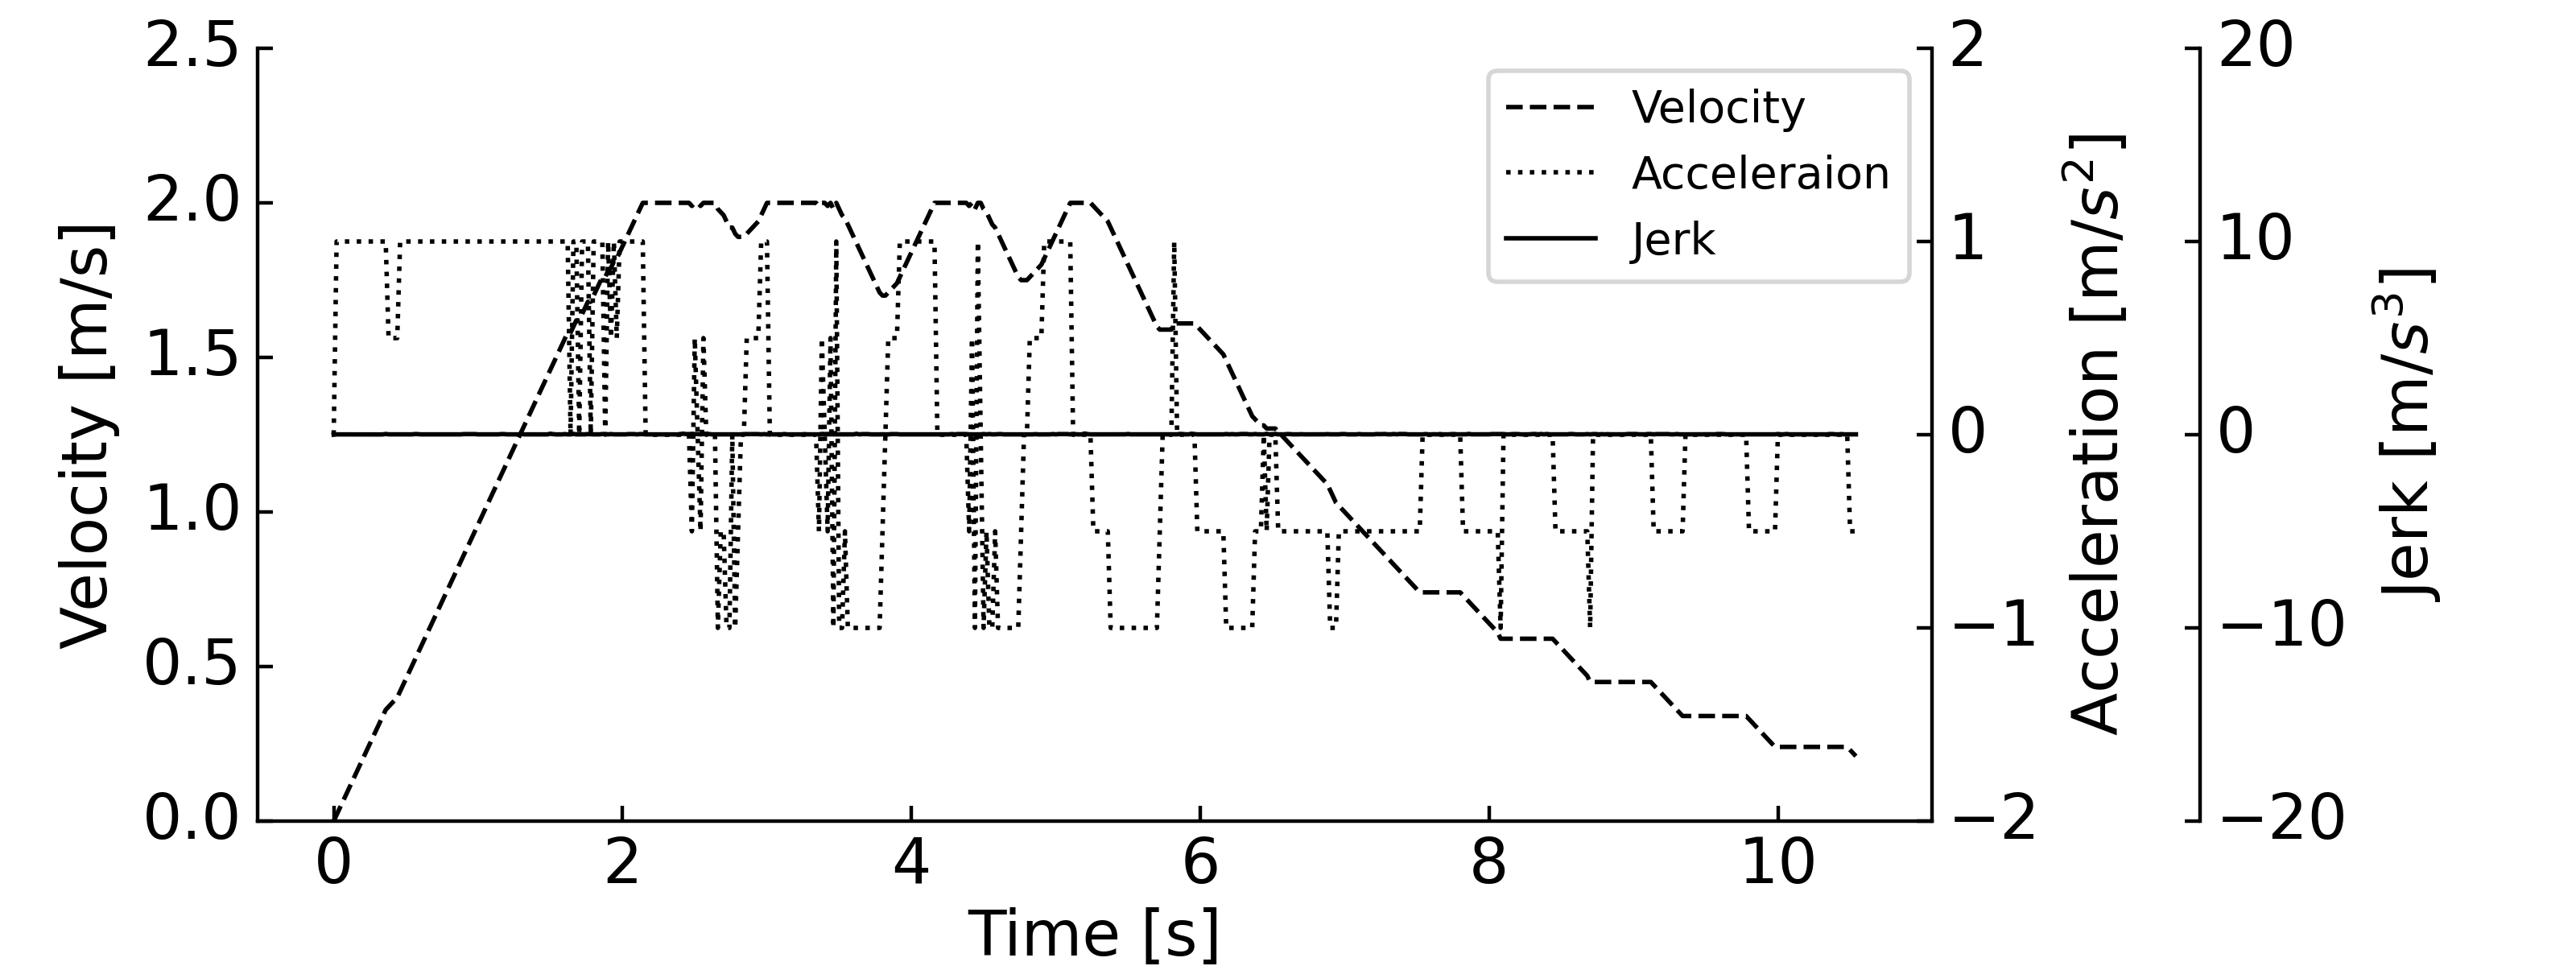 Velocity [m/s]
2.5
2.0
1.5
1.0
0.5
0.0
0 2 4 6 8 10
Time [s]
Velocity
Acceleraion
Jerk
2
1
0
−1
−2
Acceleration [m/s²]
20
10
0
−10
−20
Jerk [m/s³]